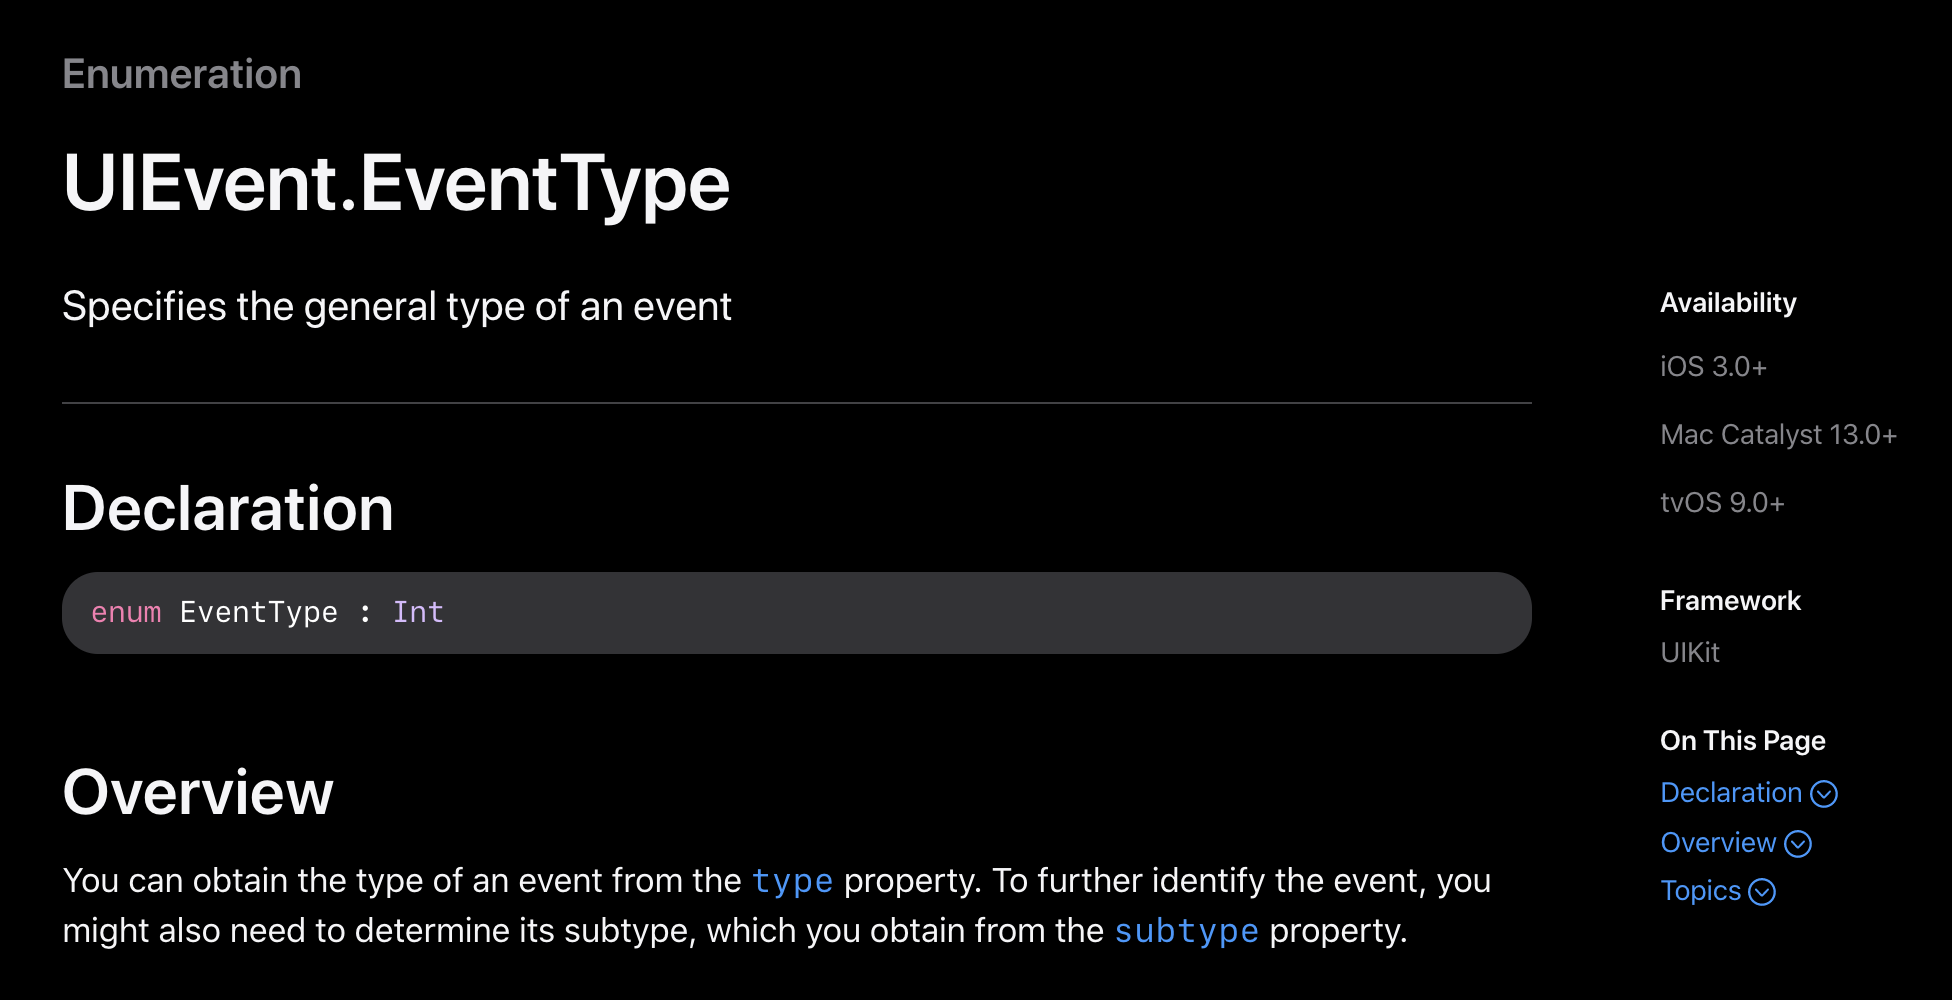 Enumeration
UIEvent.EventType
Specifies the general type of an event
Declaration
enum EventType : Int
Overview
You can obtain the type of an event from the type property. To further identify the event, you
might also need to determine its subtype, which you obtain from the subtype property.
Availability
iOS 3.0+
Mac Catalyst 13.0+
tvOS 9.0+
Framework
UIKit
On This Page
Declaration
Overview
Topics